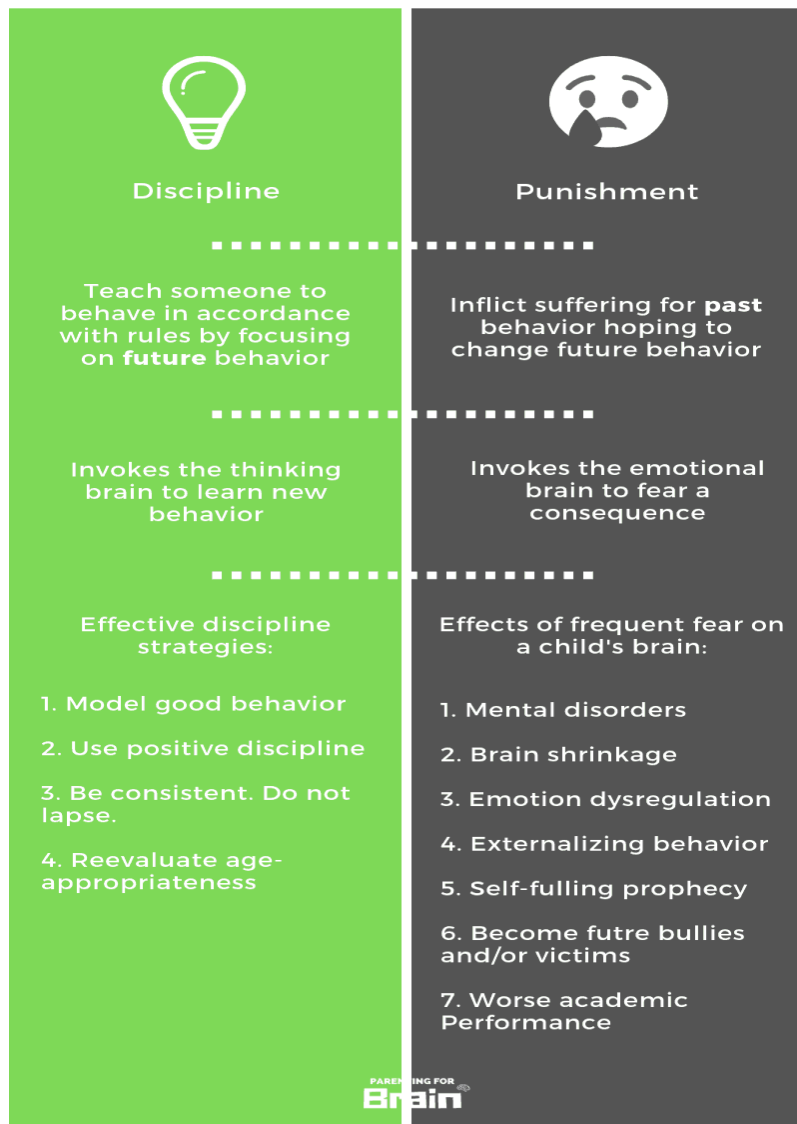 Discipline
Teach someone to
behave in accordance
with rules by focusing
on future behavior
Invokes the thinking
brain to learn new
behavior
Effective discipline
strategies:
1. Model good behavior
2. Use positive discipline
3. Be consistent. Do not
lapse.
4. Reevaluate age-
appropriateness
Punishment
Inflict suffering for past
behavior hoping to
change future behavior
Invokes the emotional
brain to fear a
consequence
Effects of frequent fear on
a child's brain:
1. Mental disorders
2. Brain shrinkage
3. Emotion dysregulation
4. Externalizing behavior
5. Self-fulling prophecy
6. Become futre bullies
and/or victims
7. Worse academic
Performance
PARENTING FOR
Brain